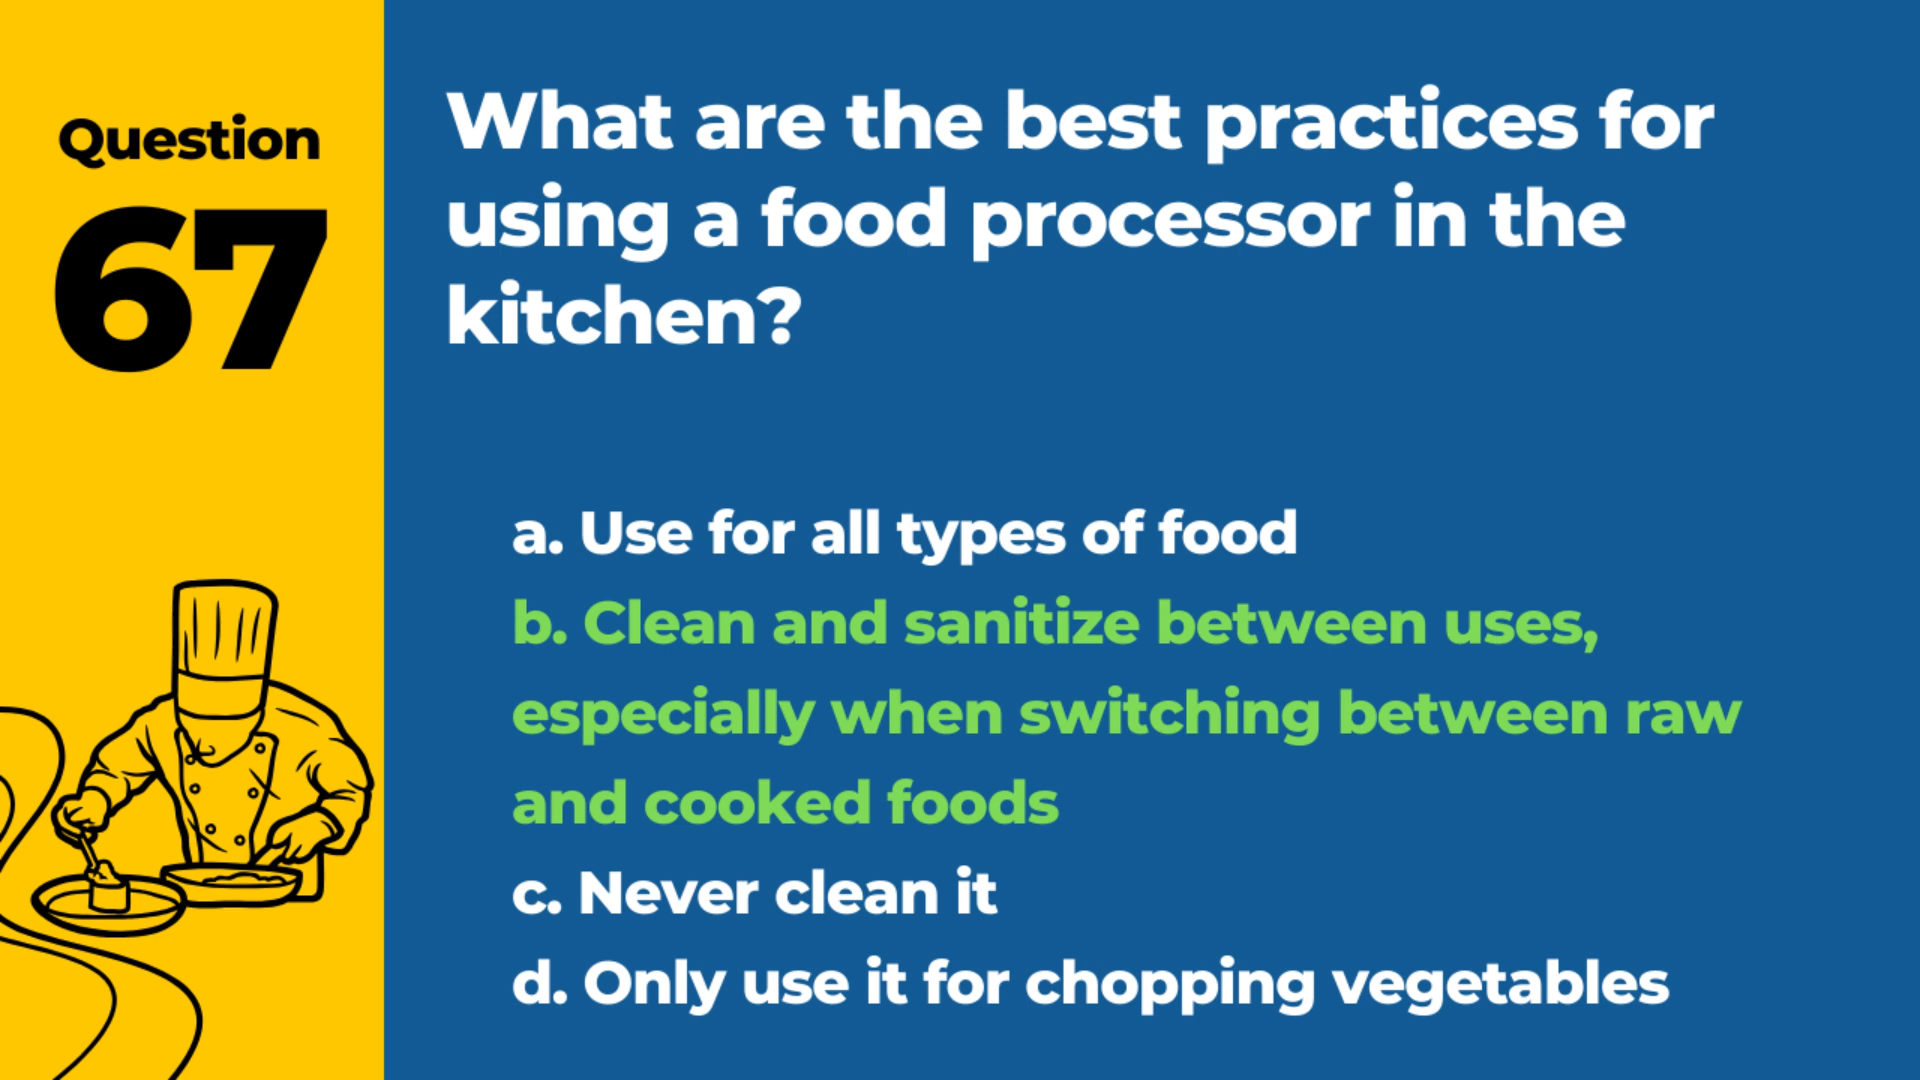 Question
67
What are the best practices for
using a food processor in the
kitchen?
a. Use for all types of food
b. Clean and sanitize between uses,
especially when switching between raw
and cooked foods
c. Never clean it
d. Only use it for chopping vegetables